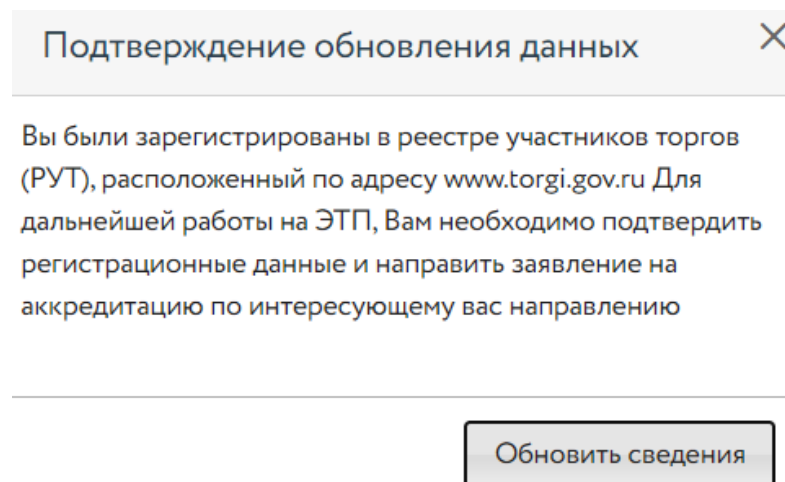 Подтверждение обновления данных
Вы были зарегистрированы в реестре участников торгов
(РУТ), расположенный по адресу www.torgi.gov.ru Для
дальнейшей работы на ЭТП, Вам необходимо подтвердить
регистрационные данные и направить заявление на
аккредитацию по интересующему вас направлению
Обновить сведения